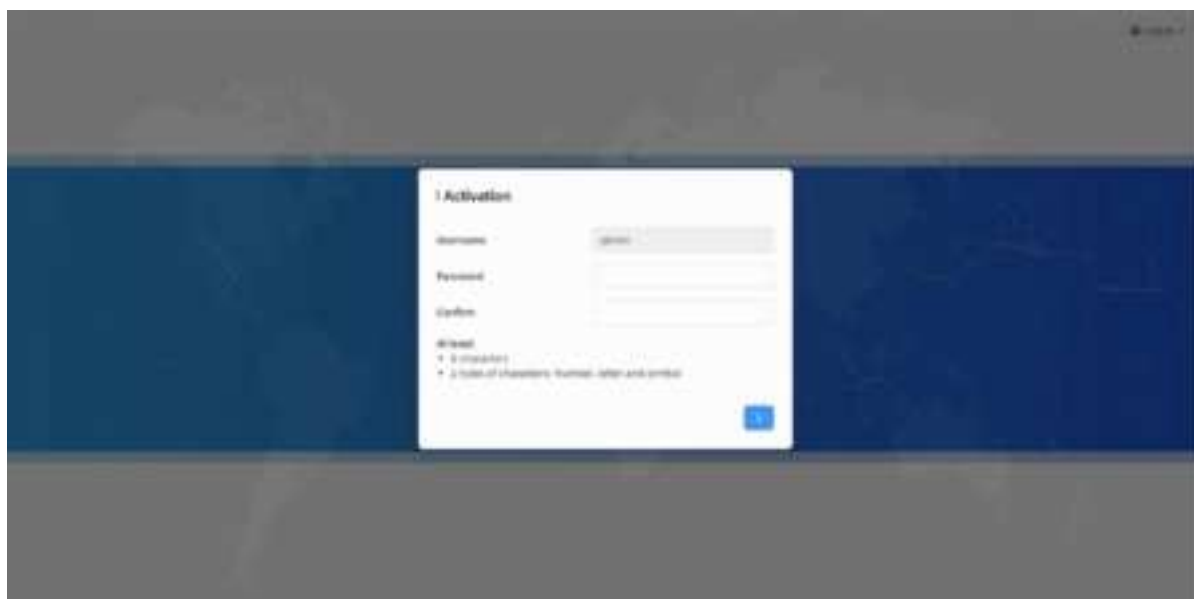 Activation
Username
Password
Confirm
At least
• 8 characters
• 2 types of characters: number, letter and symbol